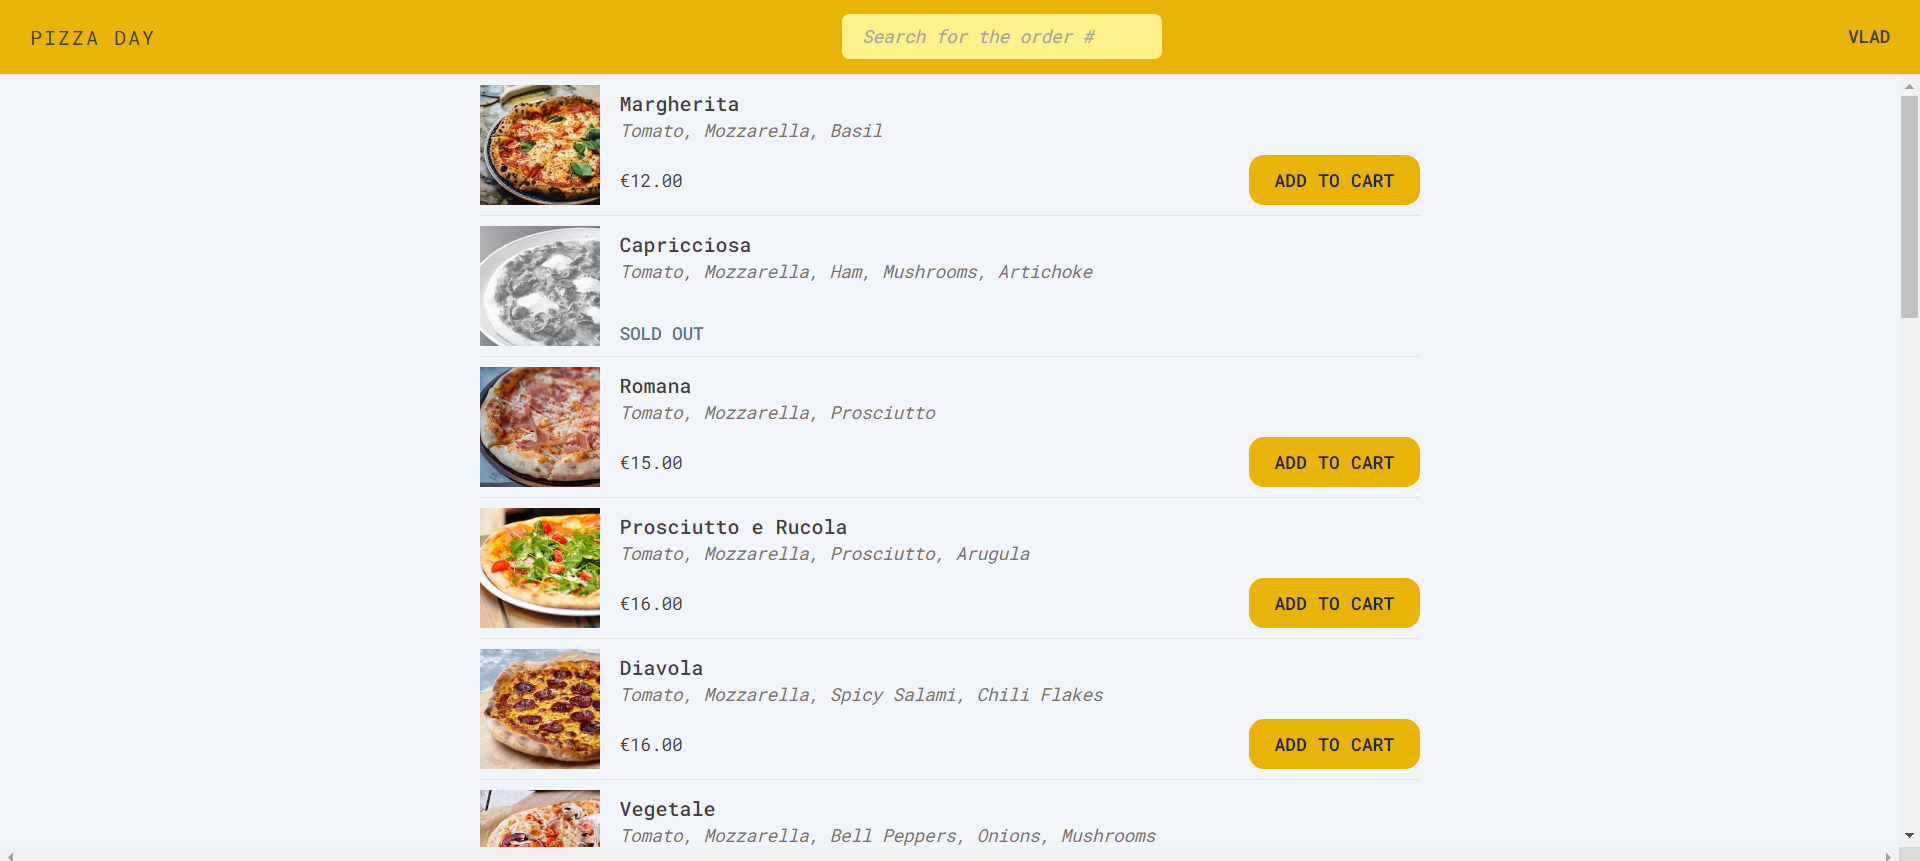 PIZZA DAY
Search for the order #
VLAD
Margherita
Tomato, Mozzarella, Basil
€12.00
ADD TO CART
Capricciosa
Tomato, Mozzarella, Ham, Mushrooms, Artichoke
SOLD OUT
Romana
Tomato, Mozzarella, Prosciutto
€15.00
ADD TO CART
Prosciutto e Rucola
Tomato, Mozzarella, Prosciutto, Arugula
€16.00
ADD TO CART
Diavola
Tomato, Mozzarella, Spicy Salami, Chili Flakes
€16.00
ADD TO CART
Vegetale
Tomato, Mozzarella, Bell Peppers, Onions, Mushrooms